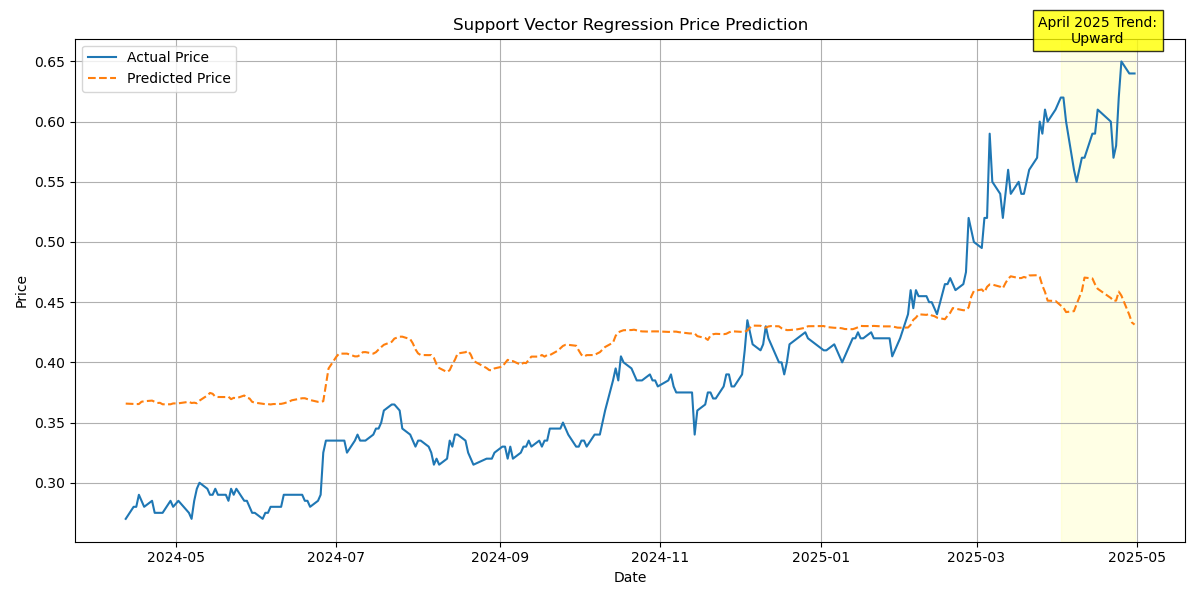 Support Vector Regression Price Prediction
April 2025 Trend:
Upward
Actual Price
Predicted Price
Price
0.65
0.60
0.55
0.50
0.45
0.40
0.35
0.30
2024-05
2024-07
2024-09
2024-11
2025-01
2025-03
2025-05
Date